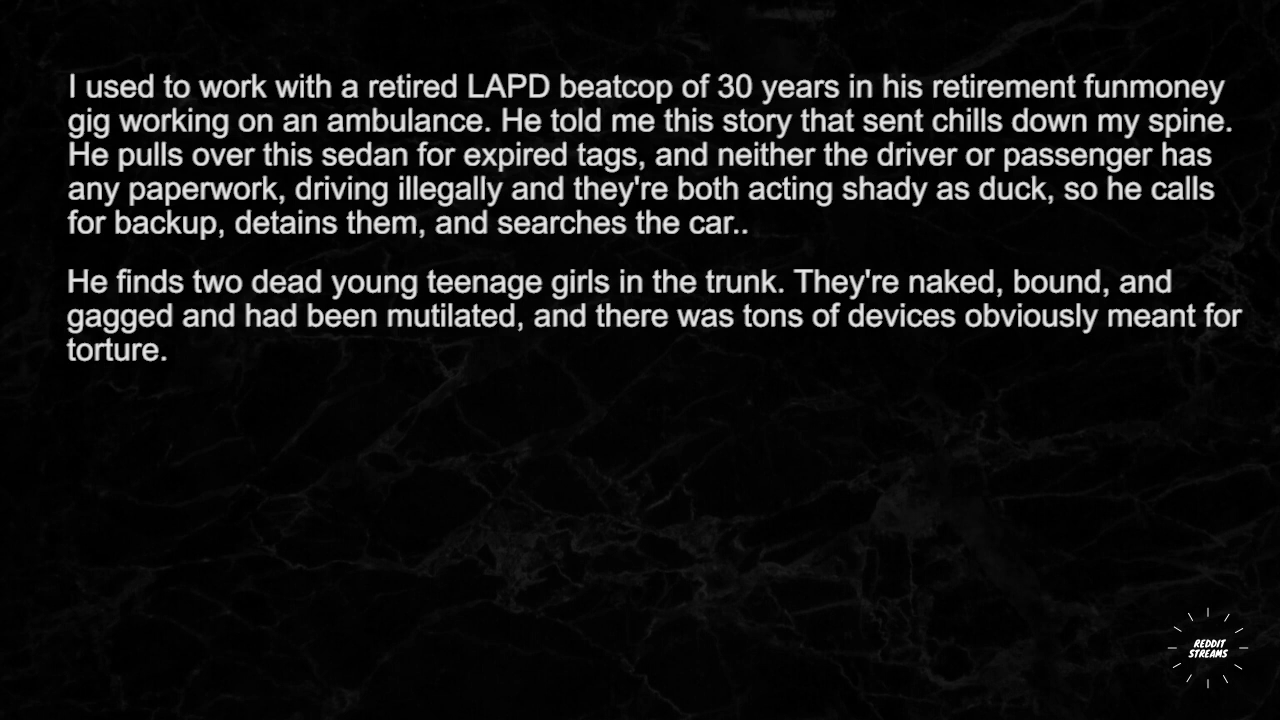 I used to work with a retired LAPD beatcop of 30 years in his retirement funmoney
gig working on an ambulance. He told me this story that sent chills down my spine.
He pulls over this sedan for expired tags, and neither the driver or passenger has
any paperwork, driving illegally and they're both acting shady as duck, so he calls
for backup, detains them, and searches the car..
He finds two dead young teenage girls in the trunk. They're naked, bound, and
gagged and had been mutilated, and there was tons of devices obviously meant for
torture.
REDDIT
STREAMS